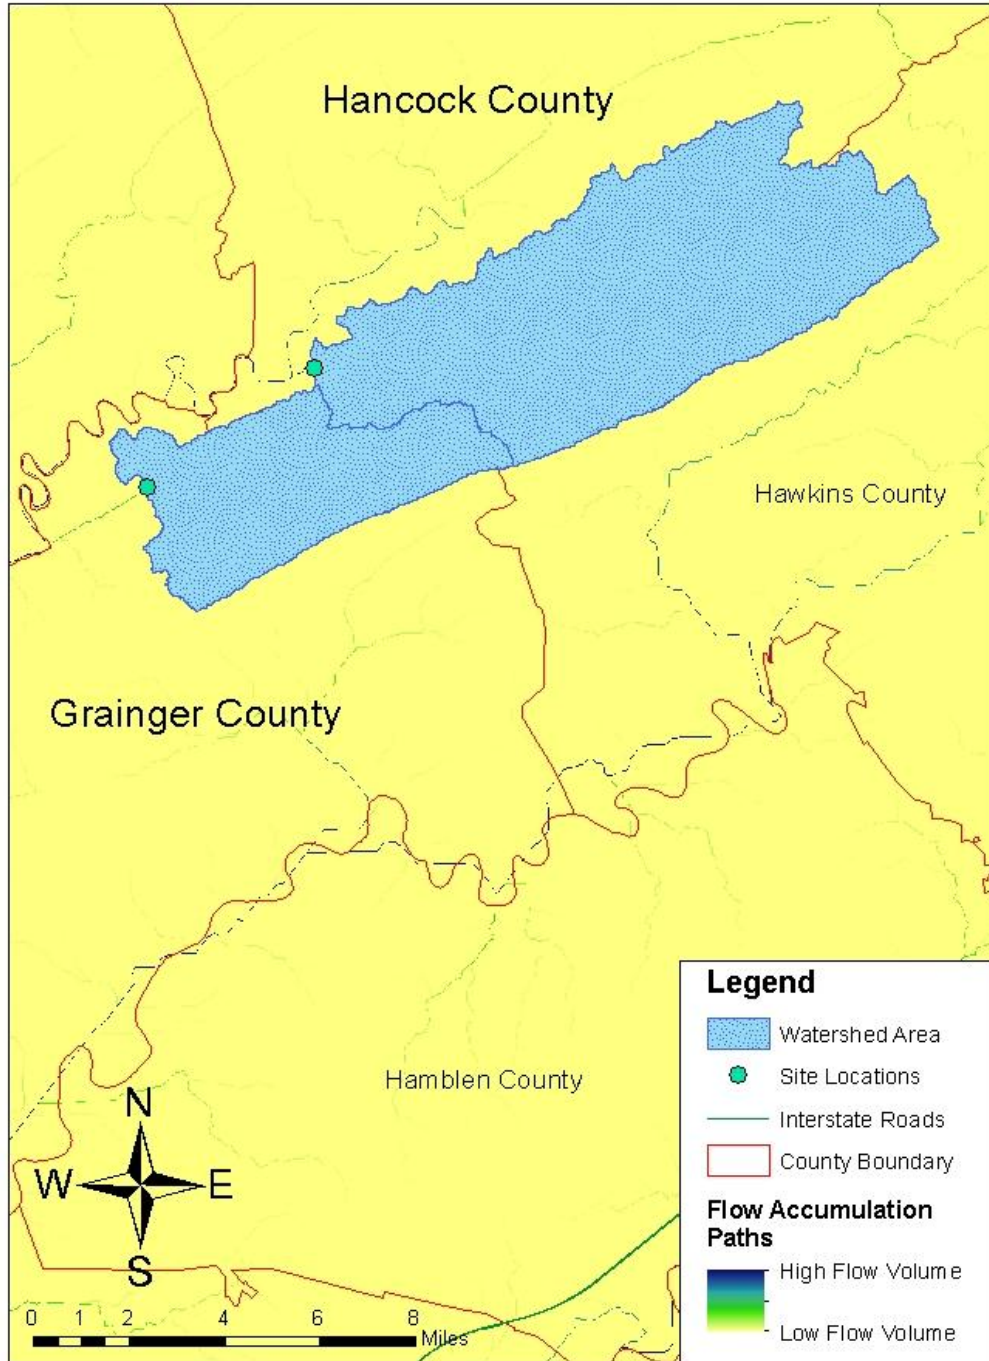 Hancock County
Hawkins County
Grainger County
Hamblen County
Legend
Watershed Area
Site Locations
Interstate Roads
County Boundary
Flow Accumulation
Paths
High Flow Volume
Low Flow Volume
N
W E
S
0 2 4 6 8
Miles